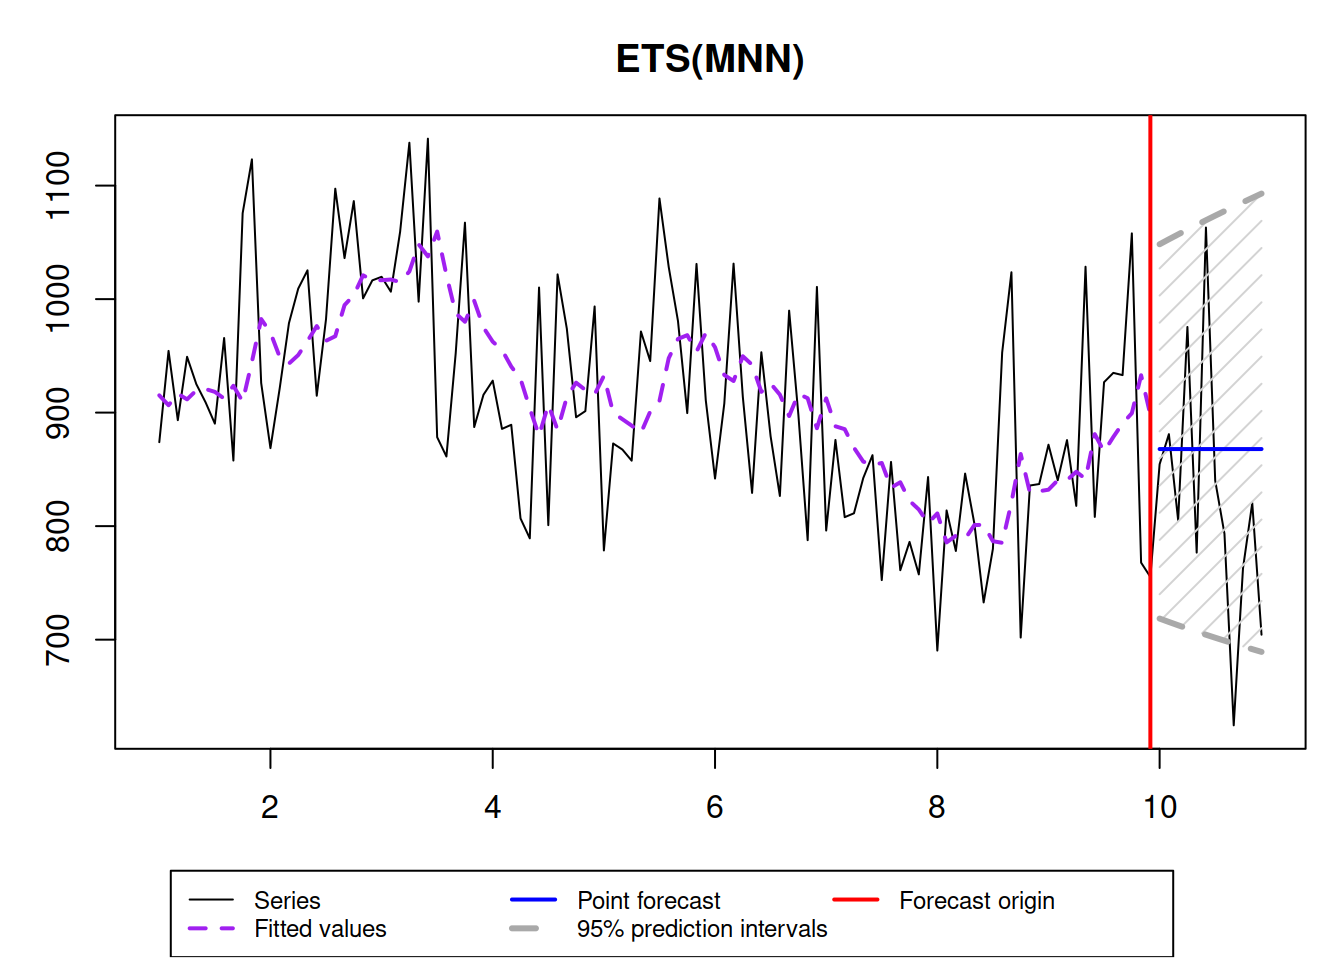 ETS(MNN)
1100
1000
900
800
700
2 4 6 8 10
Series Point forecast Forecast origin
Fitted values 95% prediction intervals